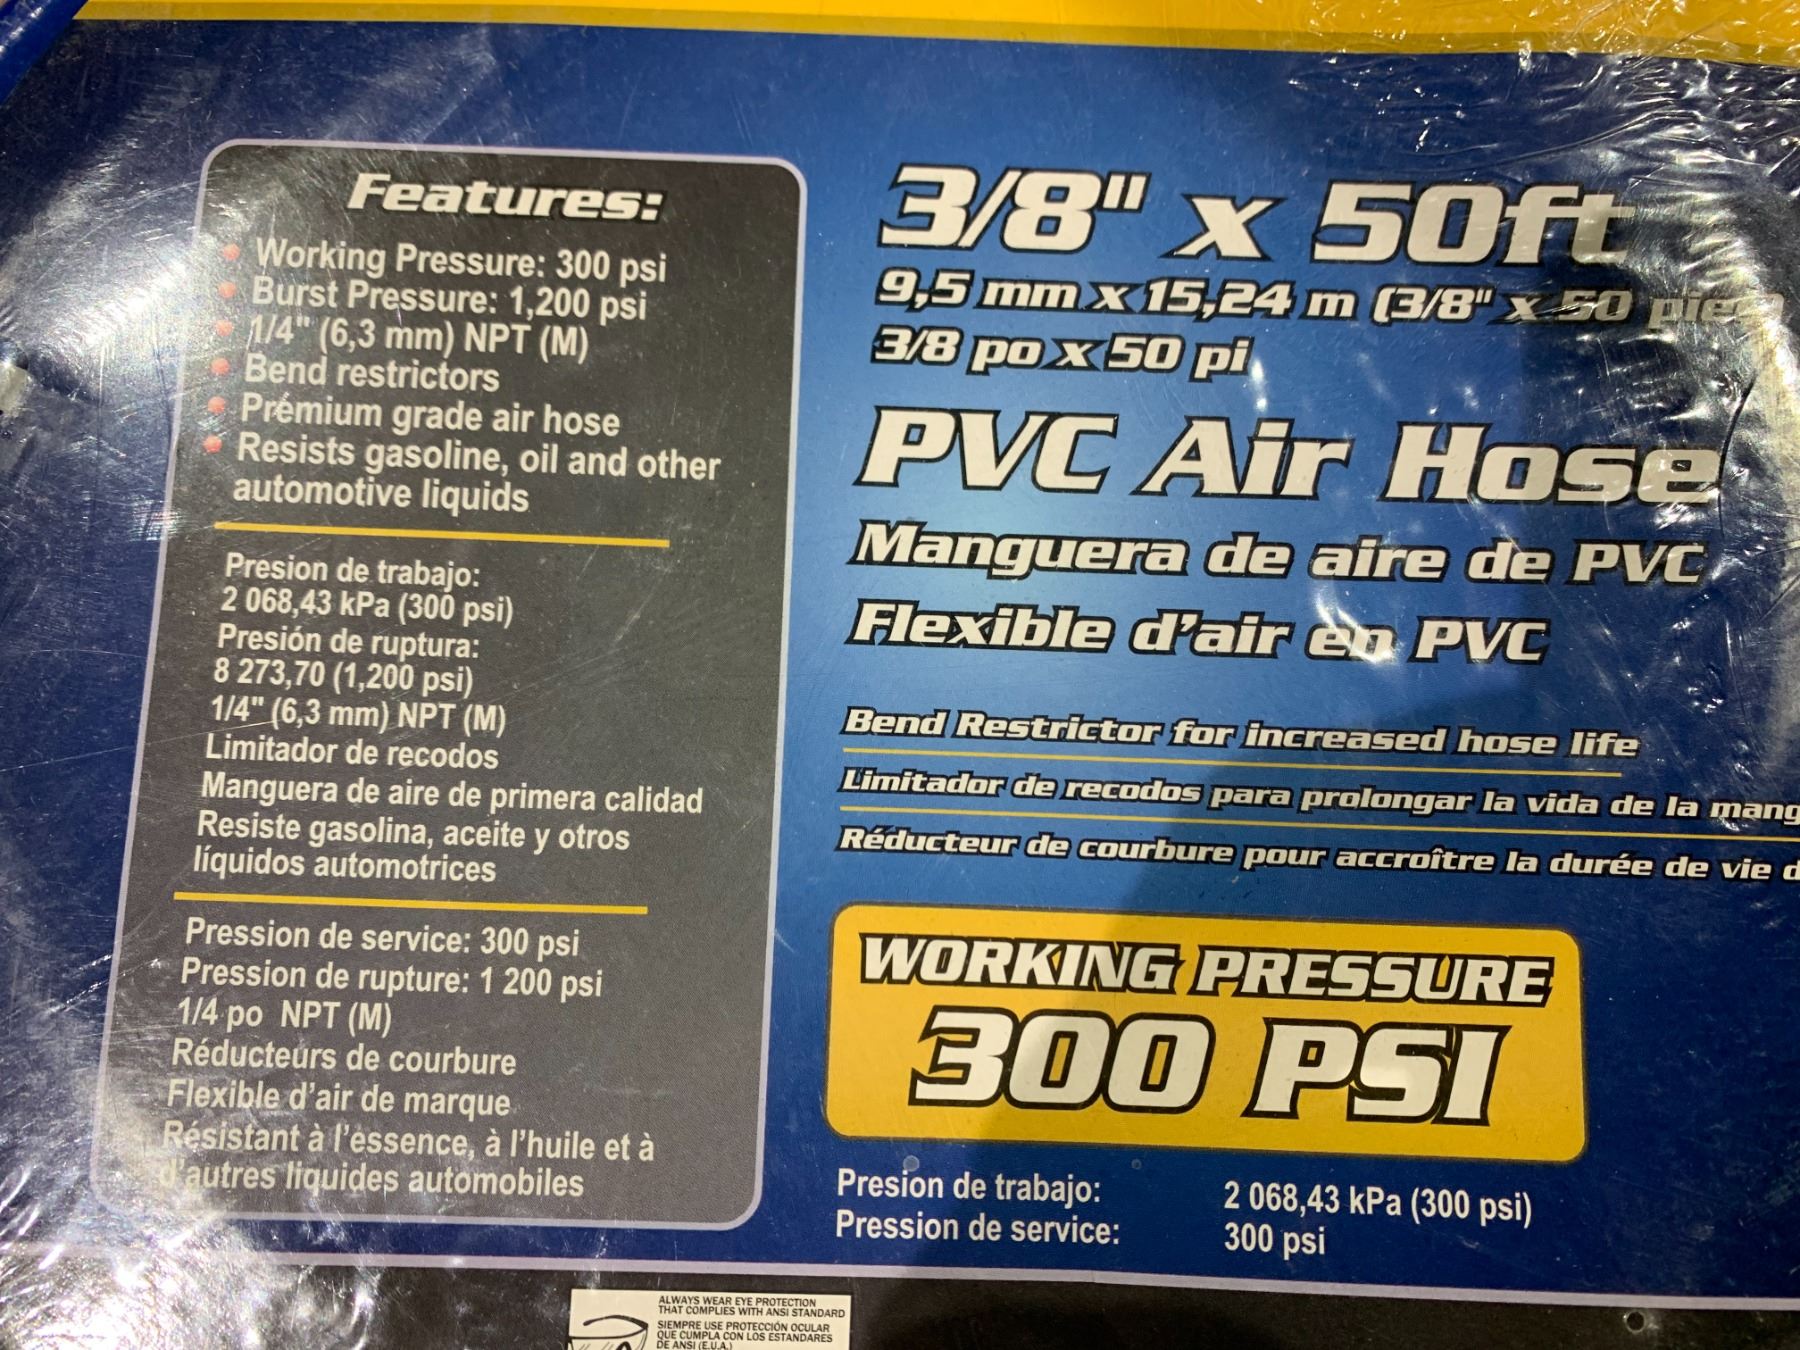 Features:
Working Pressure: 300 psi
Burst Pressure: 1,200 psi
1/4" (6,3 mm) NPT (M)
Bend restrictors
Premium grade air hose
Resists gasoline, oil and other
automotive liquids
Presion de trabajo:
2 068,43 kPa (300 psi)
Presión de ruptura:
8 273,70 (1,200 psi)
1/4" (6,3 mm) NPT (M)
Limitador de recodos
Manguera de aire de primera calidad
Resiste gasolina, aceite y otros
líquidos automotrices
Pression de service: 300 psi
Pression de rupture: 1 200 psi
1/4 po NPT (M)
Réducteurs de courbure
Flexible d'air de marque
Résistant à l'essence, à l'huile et à
d'autres liquides automobiles
3/8" x 50ft
9,5 mm x 15,24 m (3/8" x 50
3/8 po x 50 pi
PVC Air Hose
Manguera de aire de PVC
Flexible d'air en PVC
Bend Restrictor for increased hose life
Limitador de recodos para prolongar la vida de la mang
Réducteur de courbure pour accroître la durée de vie d
WORKING PRESSURE
300 PSI
Presion de trabajo: 2 068,43 kPa (300 psi)
Pression de service: 300 psi
ALWAYS WEAR EYE PROTECTION
THAT COMPLIES WITH ANSI STANDARD
SIEMPRE USE PROTECCIÓN OCULAR
QUE CUMPLA CON LOS ESTANDARES
DE ANSI (E.U.A.)